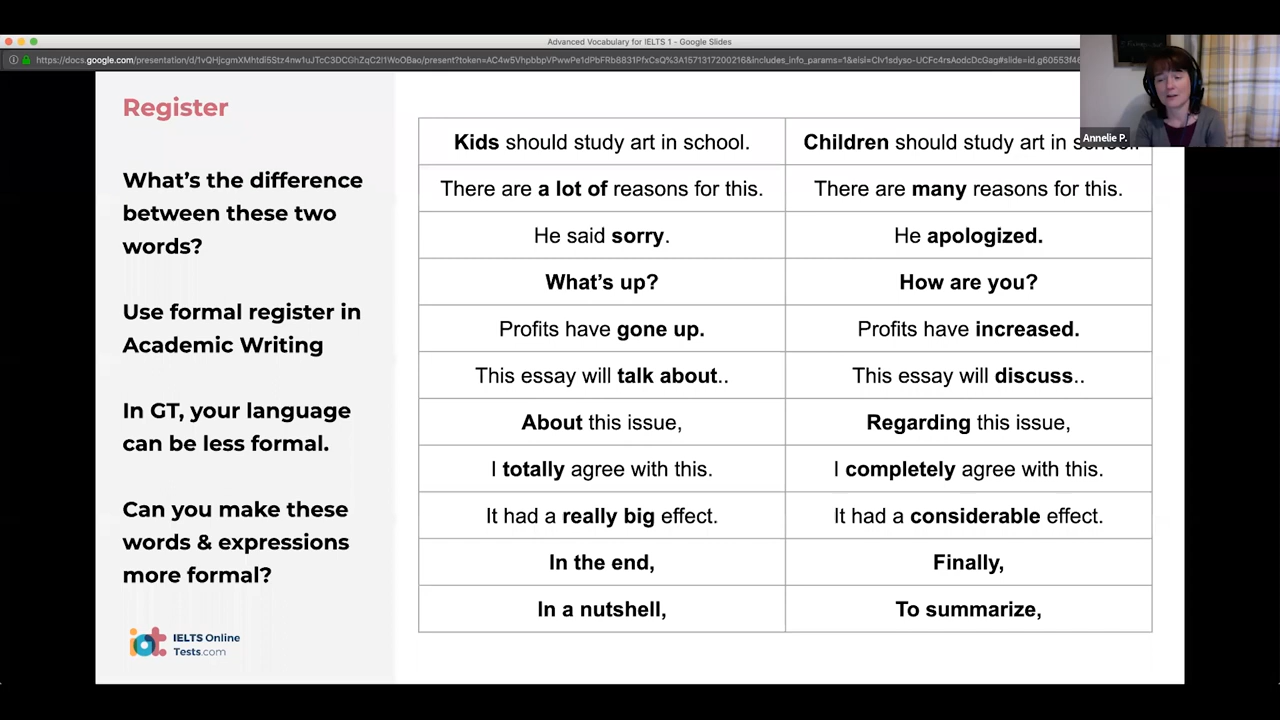 Advanced Vocabulary for IELTS 1 - Google Slides
Register
What's the difference
between these two
words?
Use formal register in
Academic Writing
In GT, your language
can be less formal.
Can you make these
words & expressions
more formal?
IELTS Online
Tests.com
Kids should study art in school.
Children should study art in school.
There are a lot of reasons for this.
There are many reasons for this.
He said sorry.
He apologized.
What's up?
How are you?
Profits have gone up.
Profits have increased.
This essay will talk about..
This essay will discuss..
About this issue,
Regarding this issue,
I totally agree with this.
I completely agree with this.
It had a really big effect.
It had a considerable effect.
In the end,
Finally,
In a nutshell,
To summarize,
Annelie P.